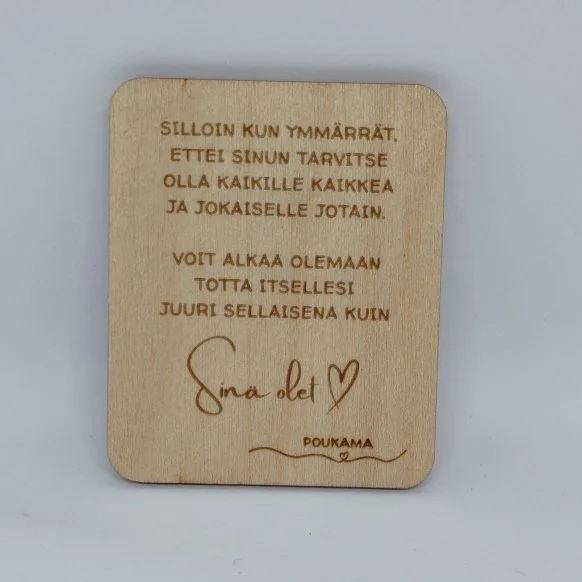 SILLOIN KUN YMMÄRRÄT,
ETTEI SINUN TARVITSE
OLLA KAIKILLE KAIKKEA
JA JOKAISELLE JOTAIN.
VOIT ALKAA OLEMAAN
TOTTA ITSELLESI
JUURI SELLAISENA KUIN
Sinä olet
POUKAMA